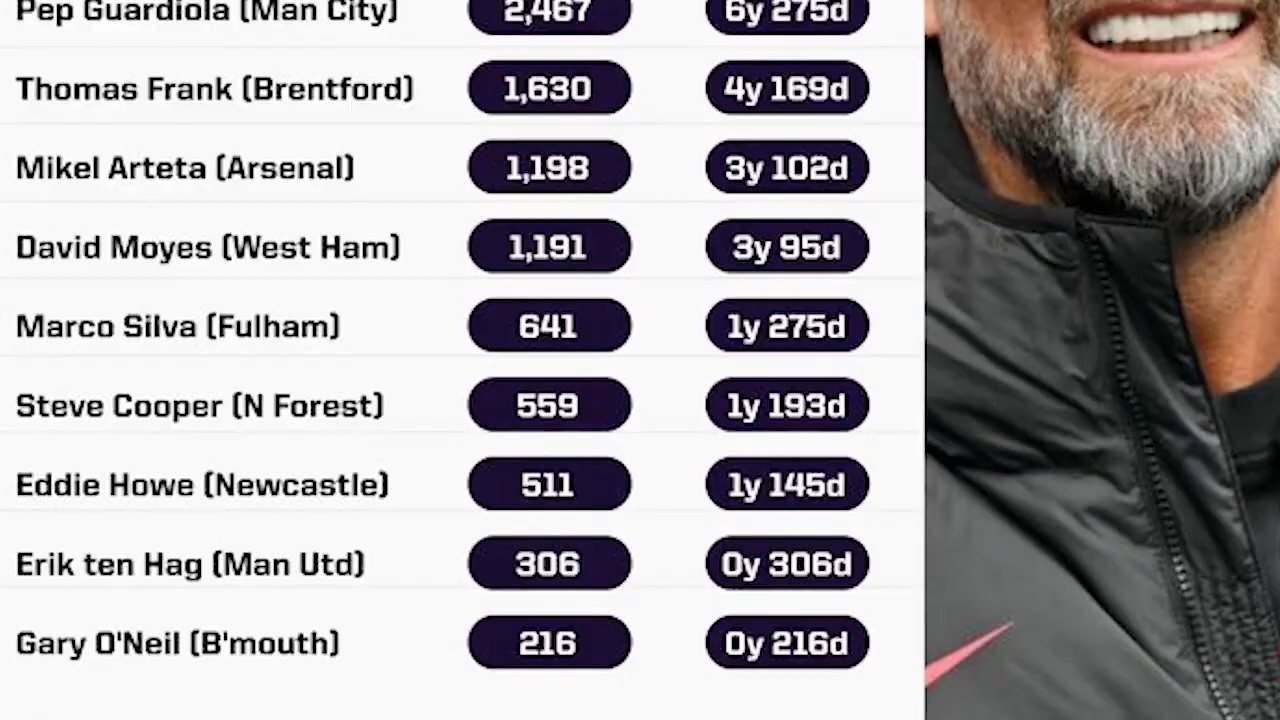 Pep Guardiola (Man City) 2,467 6y 275d
Thomas Frank (Brentford) 1,630 4y 169d
Mikel Arteta (Arsenal) 1,198 3y 102d
David Moyes (West Ham) 1,191 3y 95d
Marco Silva (Fulham) 641 1y 275d
Steve Cooper (N Forest) 559 1y 193d
Eddie Howe (Newcastle) 511 1y 145d
Erik ten Hag (Man Utd) 306 0y 306d
Gary O'Neil (B'mouth) 216 0y 216d